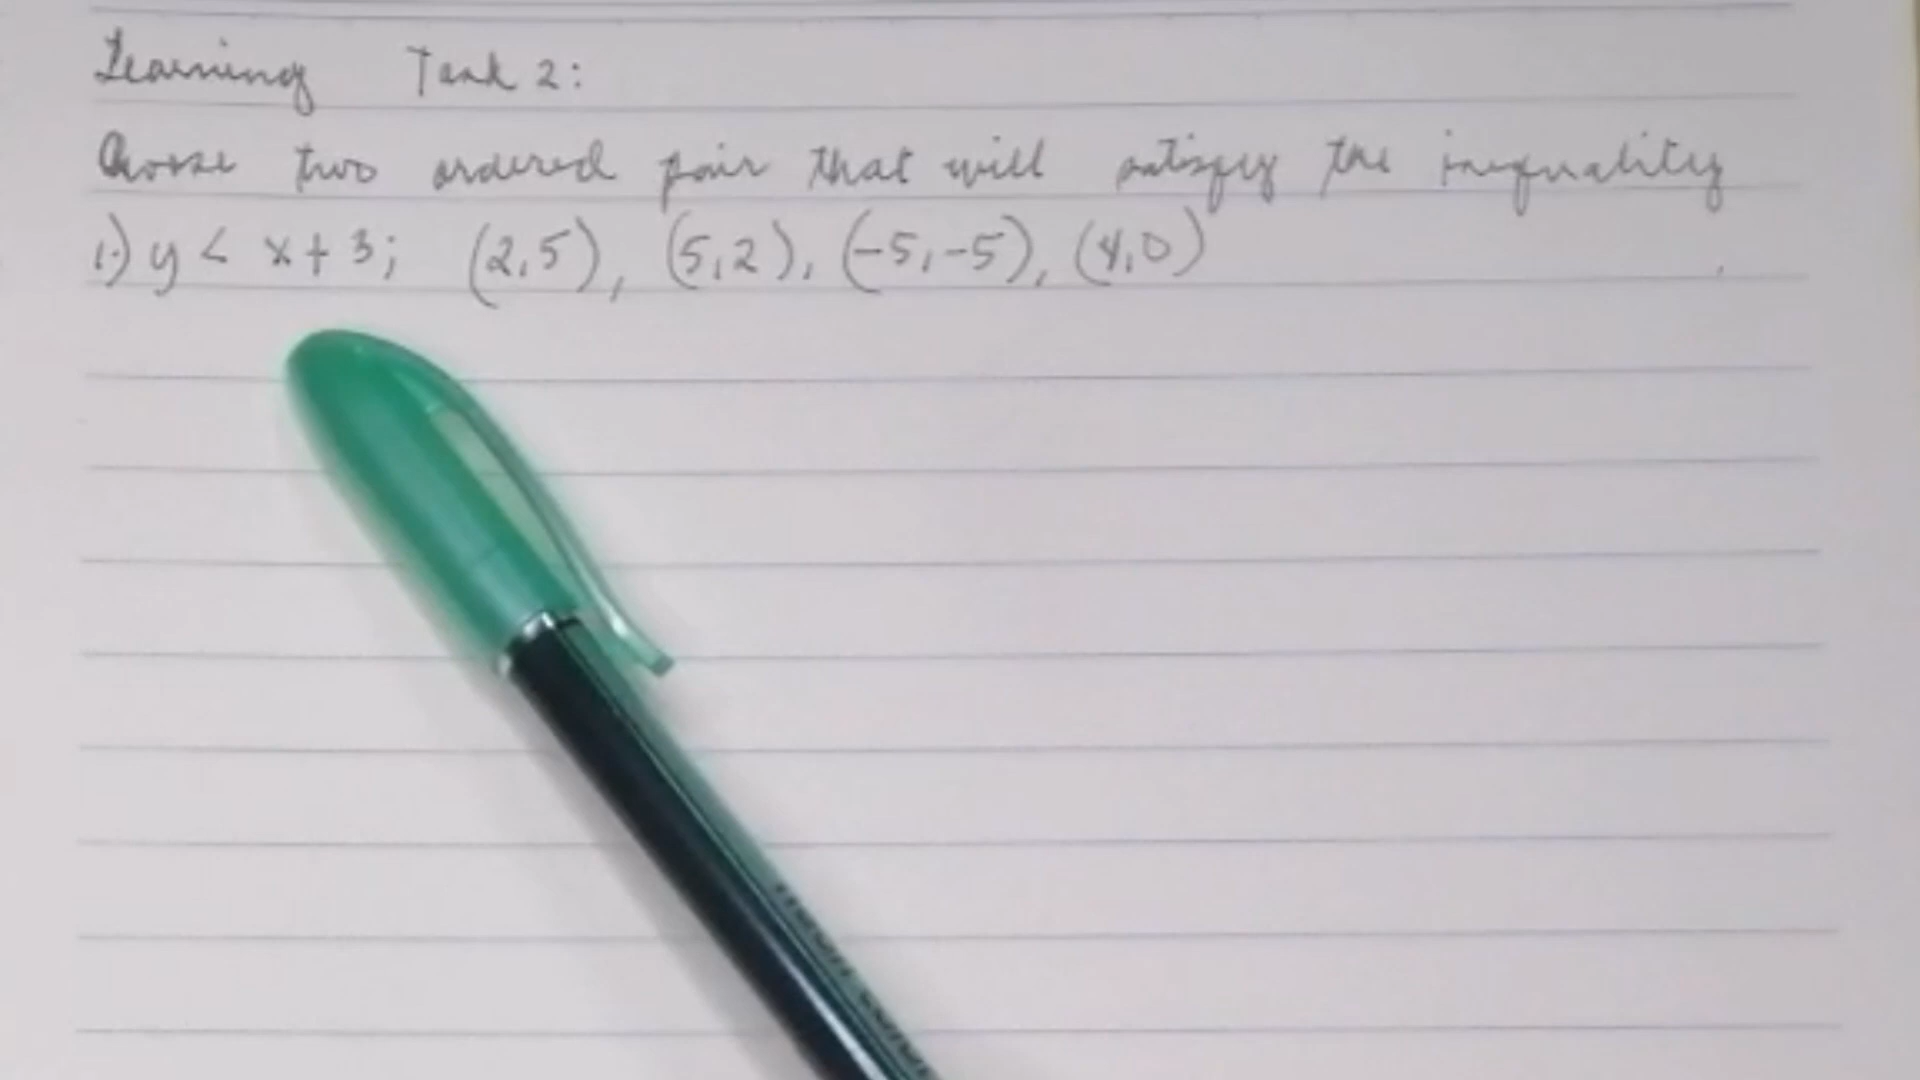 Learning Task 2:
Choose two ordered pair that will satisfy the inequality
1.) y < x + 3; (2,5), (5,2), (-5,-5), (4,0)